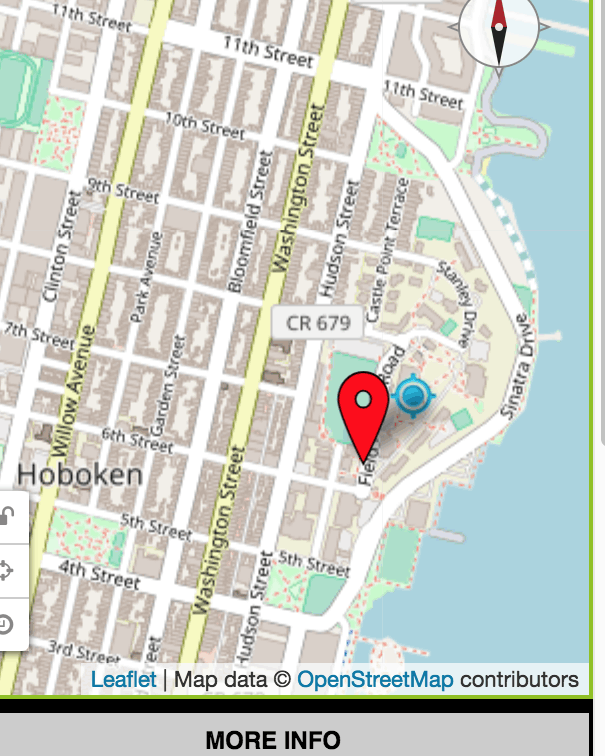 11th Street
11th Street
11th Street
10th Street
9th Street
Clinton Street
Park Avenue
Bloomfield Street
Washington Street
Hudson Street
Castle Point Terrace
Stanley Drive
CR 679
Sinatra Drive
7th Street
Willow Avenue
Garden Street
Road
6th Street
Field
Hoboken
5th Street
Washington Street
5th Street
4th Street
Hudson Street
3rd Street
reet
Leaflet | Map data © OpenStreetMap contributors
MORE INFO